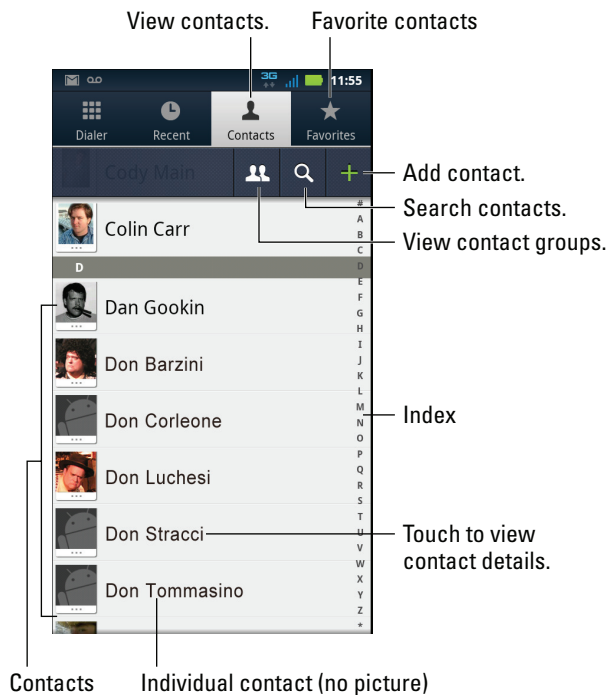 View contacts. Favorite contacts
3G 11:55
Dialer Recent Contacts Favorites
Cody Main
Add contact.
Search contacts.
View contact groups.
#
A
Colin Carr
B
C
D D
E
Dan Gookin
F
G
H
I
Don Barzini
J
K
L
Don Corleone
M
N
Index
O
P
Don Luchesi
Q
R
S
T
Don Stracci
U
Touch to view
contact details.
V
W
X
Don Tommasino
Y
Z
*
Contacts Individual contact (no picture)